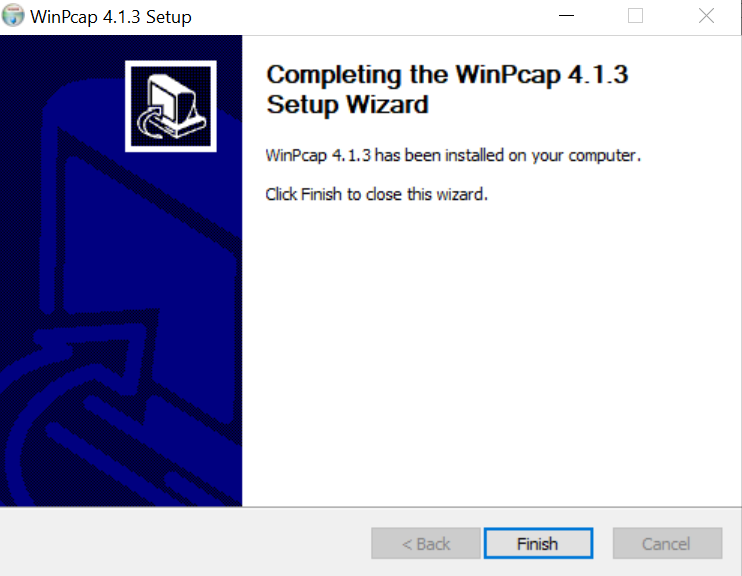 WinPcap 4.1.3 Setup
Completing the WinPcap 4.1.3
Setup Wizard
WinPcap 4.1.3 has been installed on your computer.
Click Finish to close this wizard.
< Back
Finish
Cancel